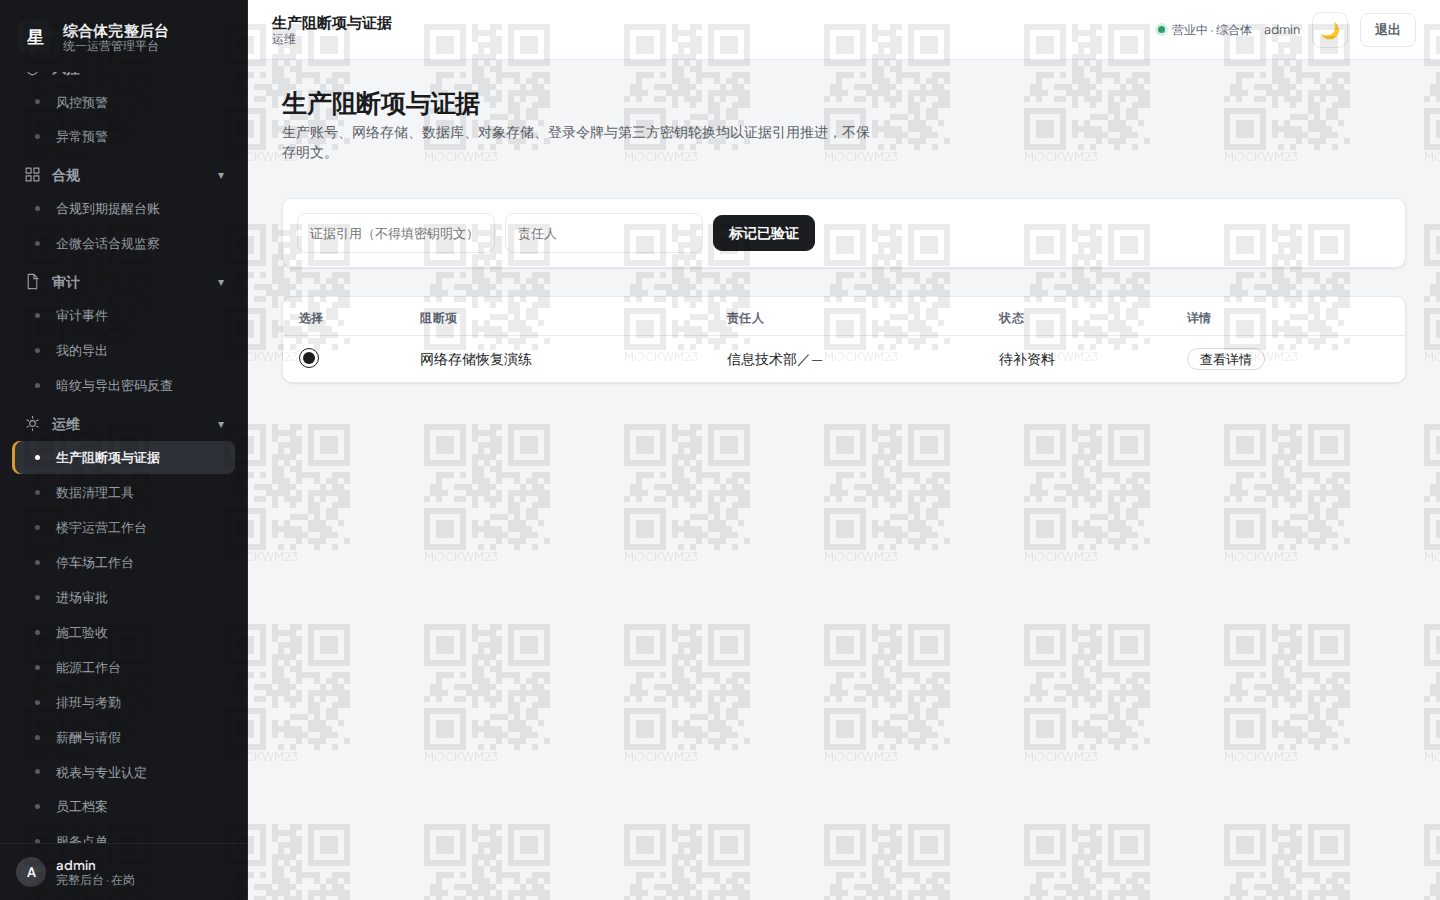 星
综合体完整后台
统一运营管理平台
风控预警
异常预警
合规
合规到期提醒台账
企微会话合规监察
审计
审计事件
我的导出
暗纹与导出密码反查
运维
生产阻断项与证据
数据清理工具
楼宇运营工作台
停车场工作台
进场审批
施工验收
能源工作台
排班与考勤
薪酬与请假
税表与专业认定
员工档案
服务点单
A
admin
完整后台·在岗
生产阻断项与证据
运维
营业中·综合体
admin
退出
生产阻断项与证据
生产账号、网络存储、数据库、对象存储、登录令牌与第三方密钥轮换均以证据引用推进，不保
存明文。
证据引用（不得填密钥明文）
责任人
标记已验证
选择 阻断项 责任人 状态 详情
网络存储恢复演练 信息技术部／— 待补资料 查看详情
MOCKWM23